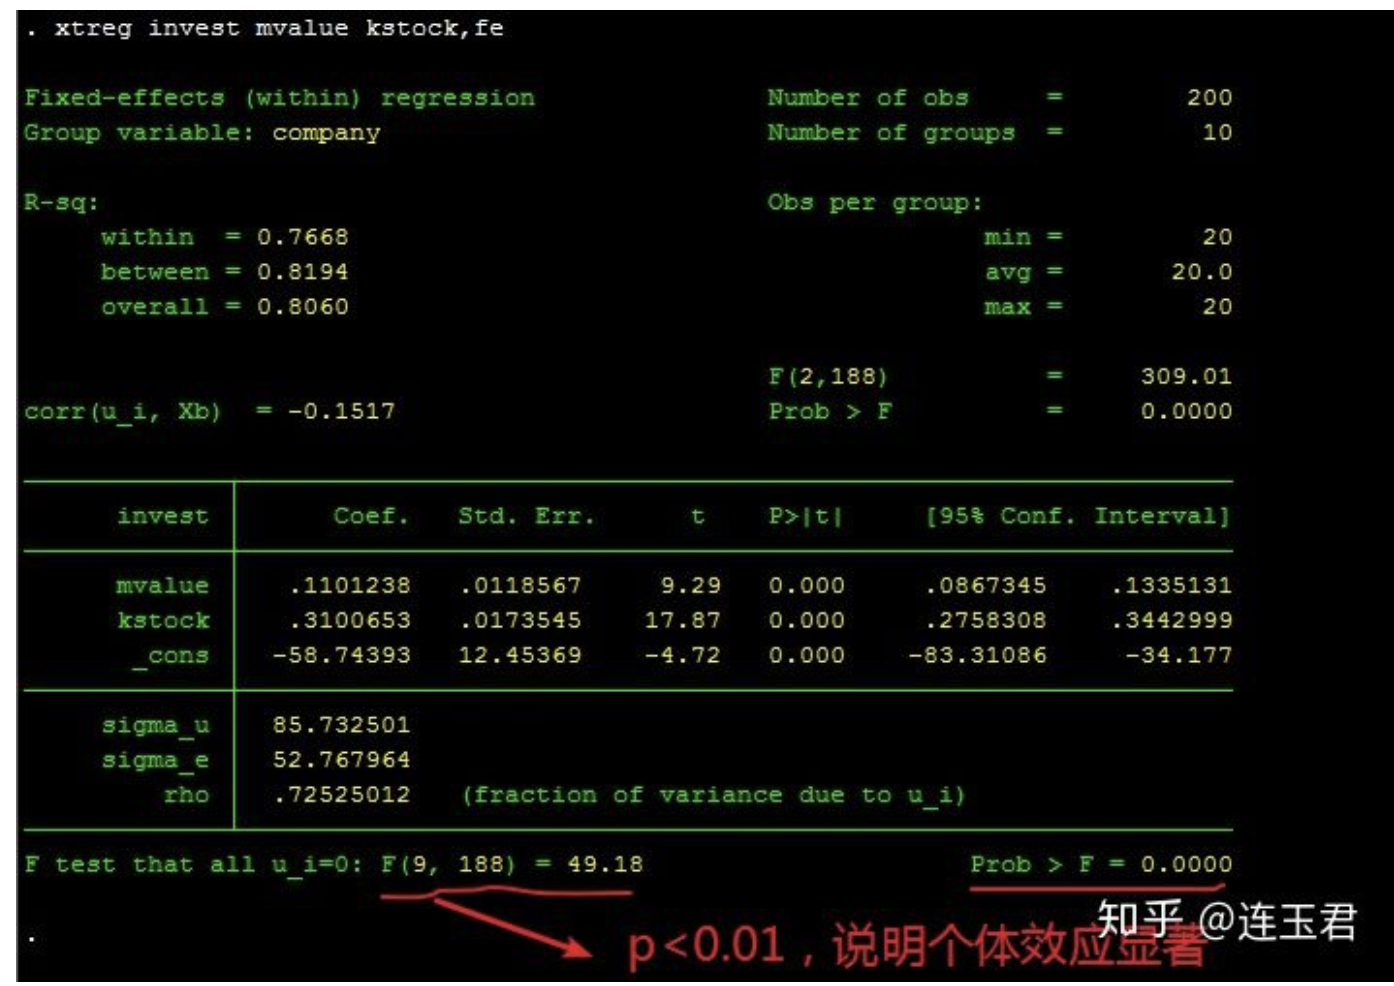 . xtreg invest mvalue kstock,fe
Fixed-effects (within) regression Number of obs = 200
Group variable: company Number of groups = 10
R-sq: Obs per group:
within = 0.7668 min = 20
between = 0.8194 avg = 20.0
overall = 0.8060 max = 20
F(2,188) = 309.01
corr(u_i, Xb) = -0.1517 Prob > F = 0.0000
invest Coef. Std. Err. t P>|t| [95% Conf. Interval]
mvalue .1101238 .0118567 9.29 0.000 .0867345 .1335131
kstock .3100653 .0173545 17.87 0.000 .2758308 .3442999
_cons -58.74393 12.45369 -4.72 0.000 -83.31086 -34.177
sigma_u 85.732501
sigma_e 52.767964
rho .72525012 (fraction of variance due to u_i)
F test that all u_i=0: F(9, 188) = 49.18 Prob > F = 0.0000
.
p<0.01，说明个体效应显著
知乎 @连玉君